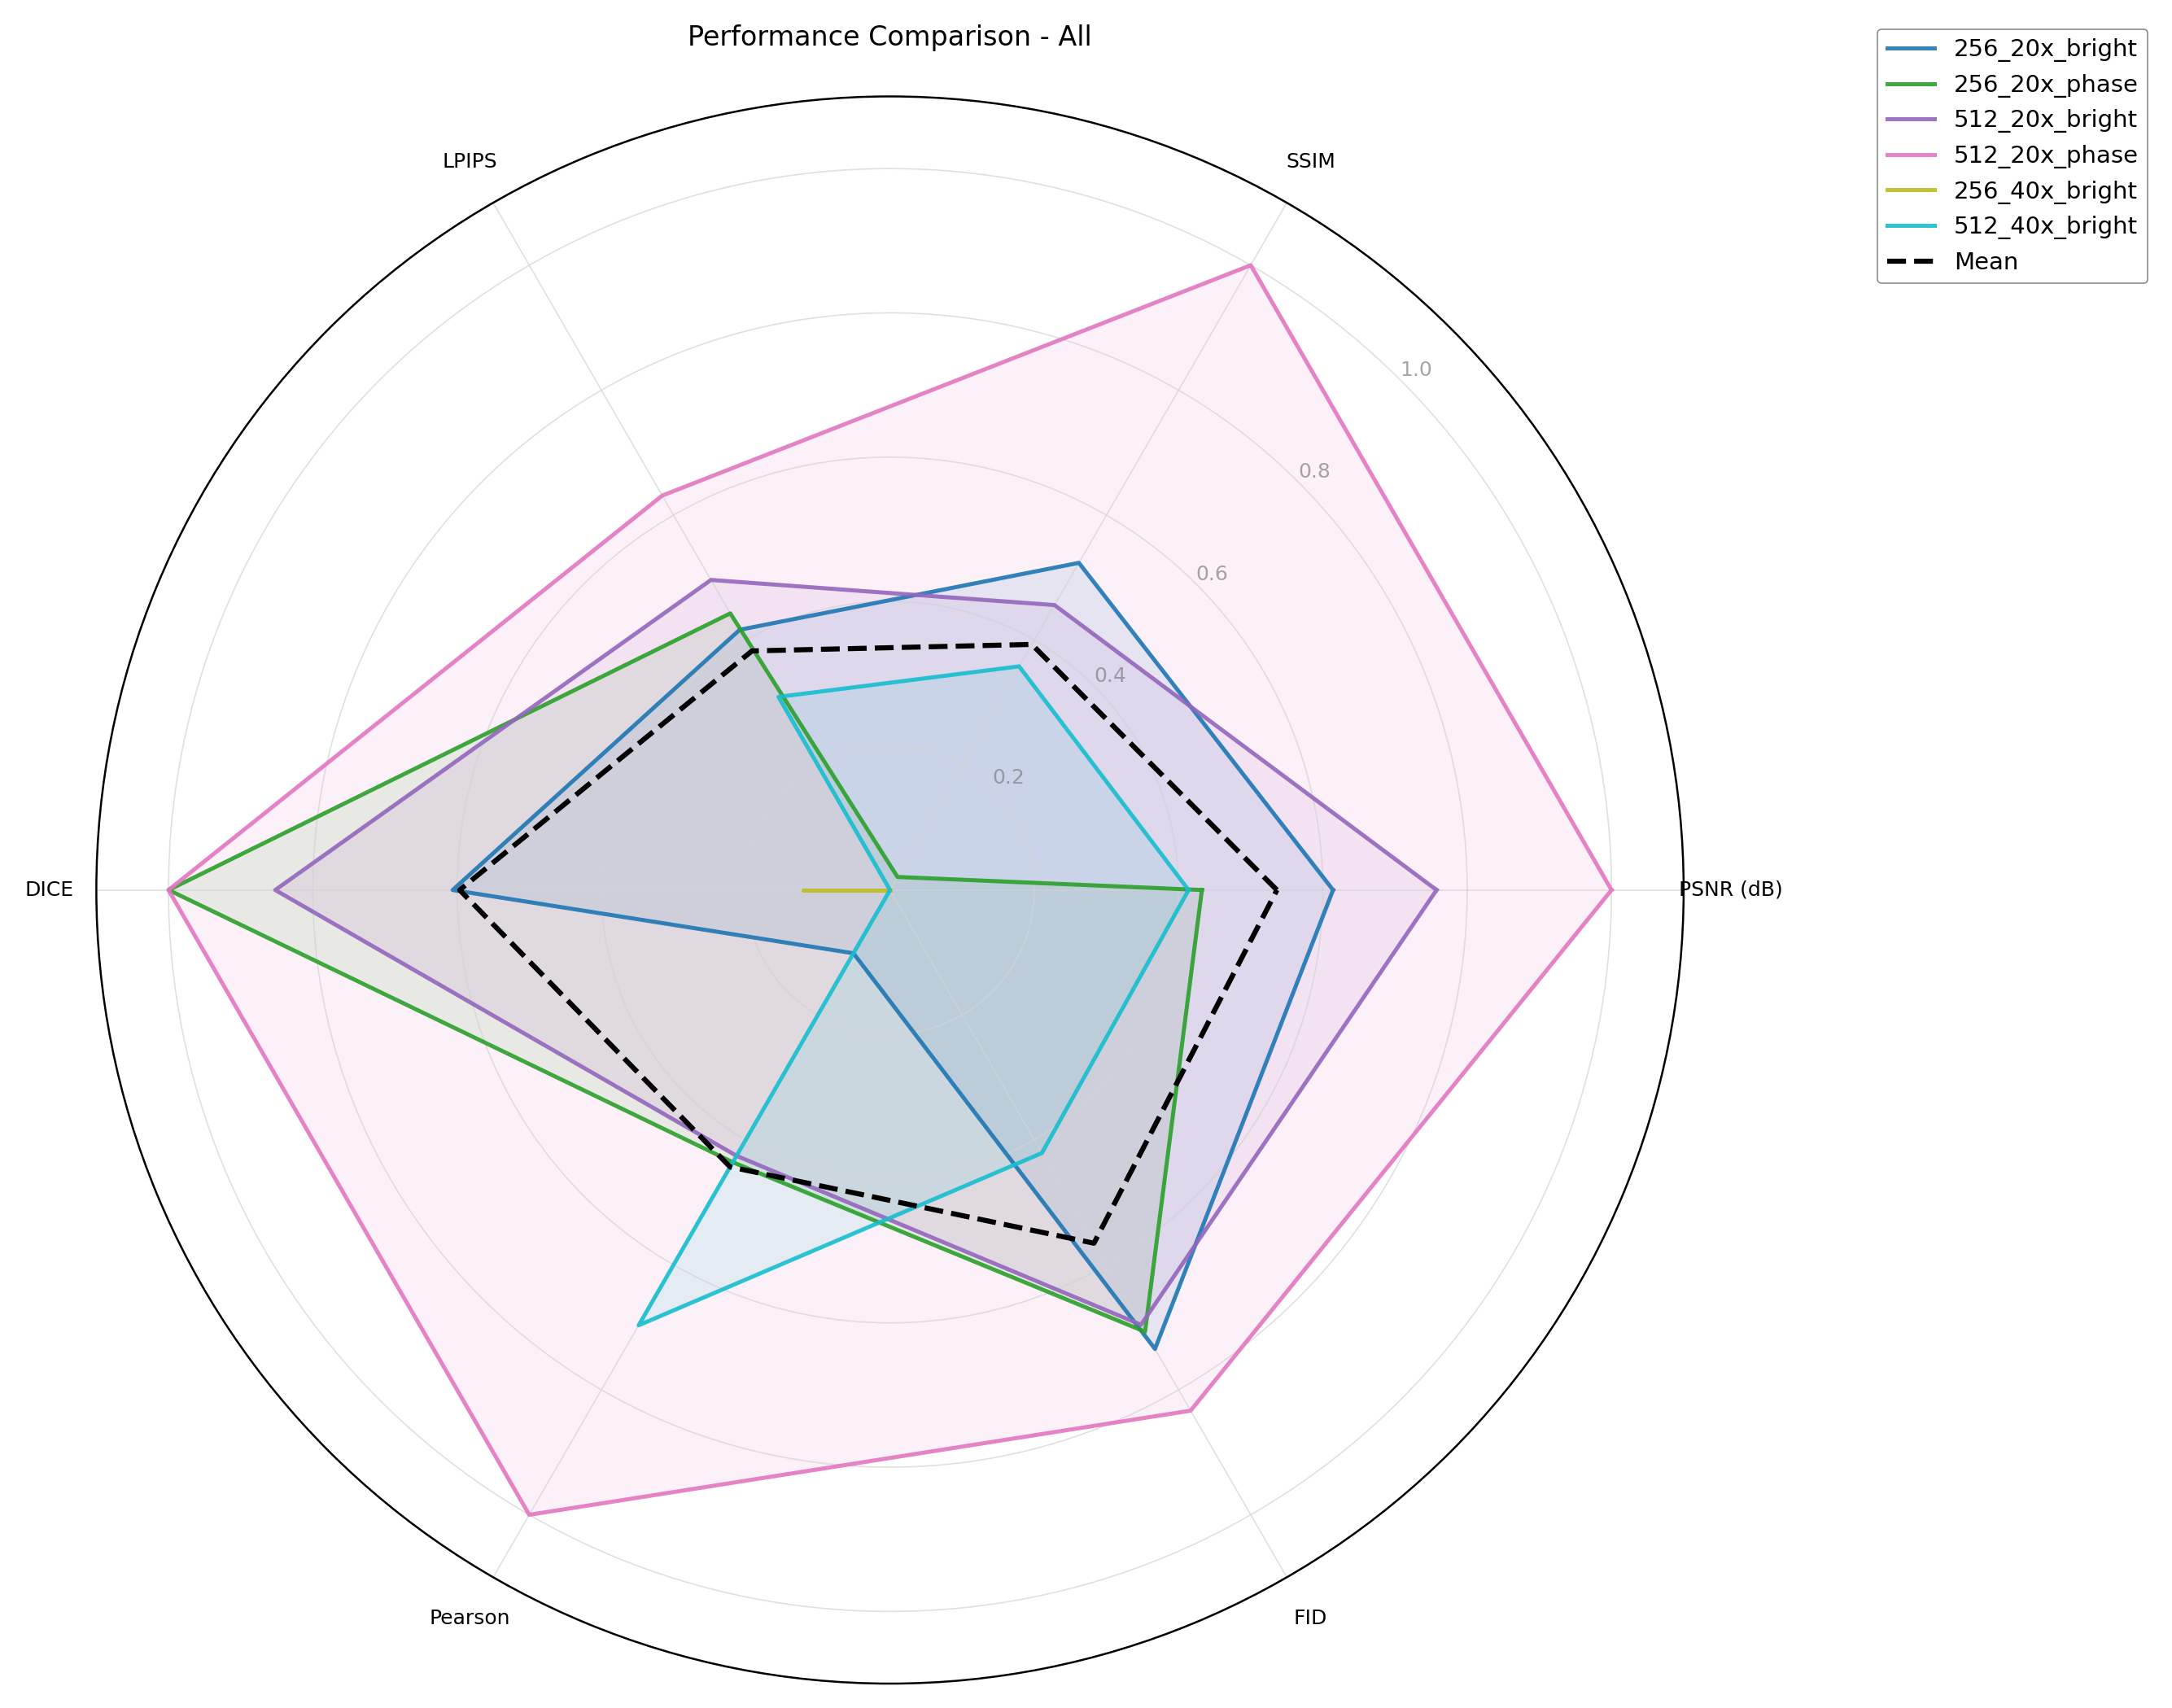 Performance Comparison - All
256_20x_bright
256_20x_phase
512_20x_bright
512_20x_phase
256_40x_bright
512_40x_bright
Mean
LPIPS
SSIM
1.0
0.8
0.6
0.4
0.2
DICE
PSNR (dB)
Pearson
FID